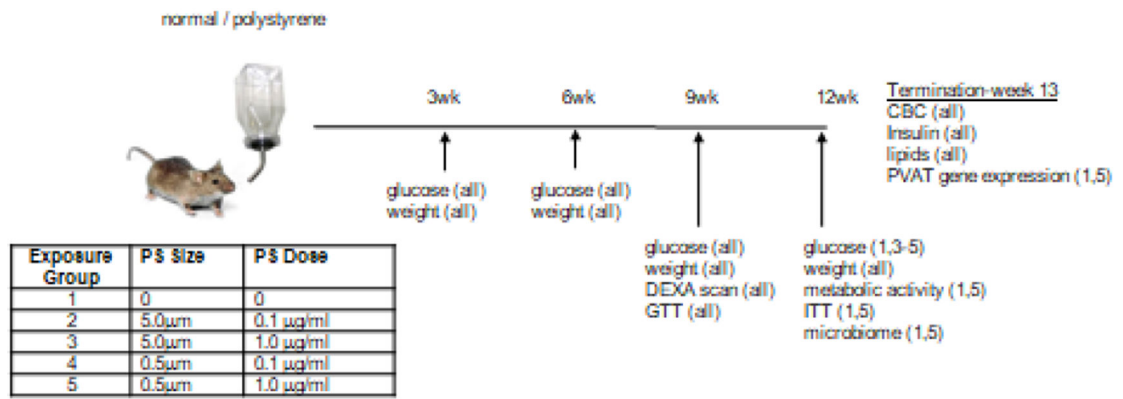 normal / polystyrene
3wk
6wk
9wk
12wk
glucose (all)
weight (all)
glucose (all)
weight (all)
glucose (all)
weight (all)
DEXA scan (all)
GTT (all)
glucose (1,3-5)
weight (all)
metabolic activity (1,5)
ITT (1,5)
microbiome (1,5)
Termination-week 13
CBC (all)
Insulin (all)
lipids (all)
PVAT gene expression (1,5)
Exposure Group PS Size PS Dose
1 0 0
2 5.0μm 0.1 μg/ml
3 5.0μm 1.0 μg/ml
4 0.5μm 0.1 μg/ml
5 0.5μm 1.0 μg/ml